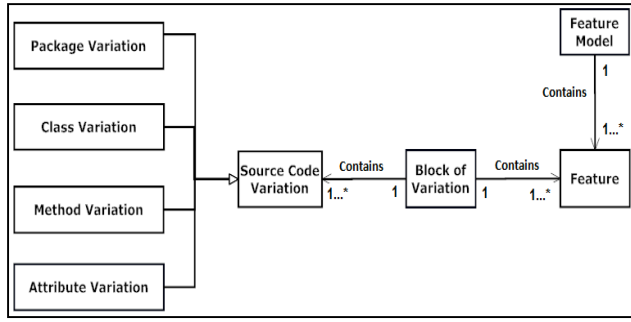 Package Variation
Class Variation
Method Variation
Attribute Variation
Source Code
Variation
Contains
1...*
1
Block of
Variation
Contains
1
1...*
Feature
Model
1
Contains
1...*
Feature